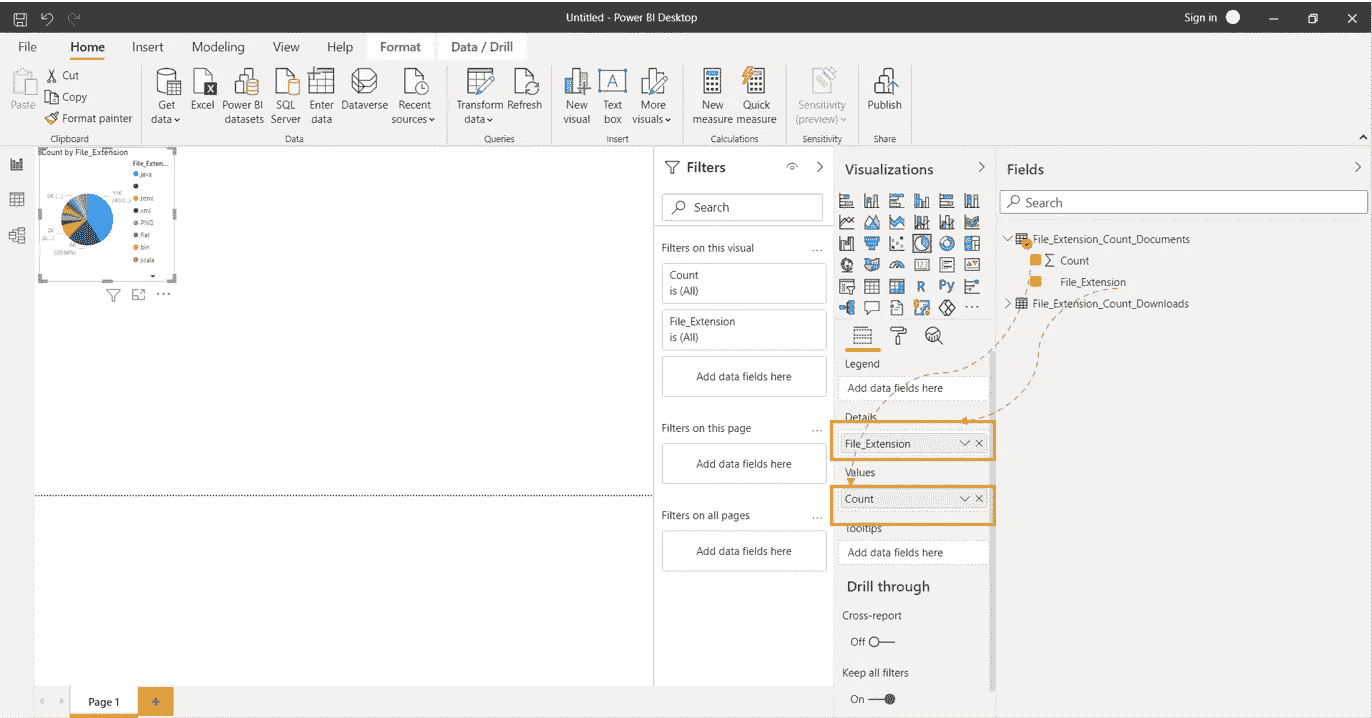 Untitled - Power BI Desktop
Sign in
File Home Insert Modeling View Help Format Data / Drill
Paste
Cut
Copy
Format painter
Clipboard
Get data
Excel
Power BI datasets
SQL Server
Enter data
Dataverse
Recent sources
Data
Transform data
Refresh
Queries
New visual
Text box
More visuals
Insert
New measure
Quick measure
Calculations
Sensitivity (preview)
Sensitivity
Publish
Share
Count by File_Extension
File_Exten...
.java
.html
.xml
.PNG
.flat
.bin
.scala
0K (...)
2K
(20.80%)
Filters
Search
Filters on this visual
...
Count
is (All)
File_Extension
is (All)
Add data fields here
Filters on this page
...
Add data fields here
Filters on all pages
...
Add data fields here
Visualizations
R
Py
...
Legend
Add data fields here
Details
File_Extension
Values
Count
Tooltips
Add data fields here
Drill through
Cross-report
Off
Keep all filters
On
Fields
Search
File_Extension_Count_Documents
Σ Count
File_Extension
File_Extension_Count_Downloads
Page 1
+